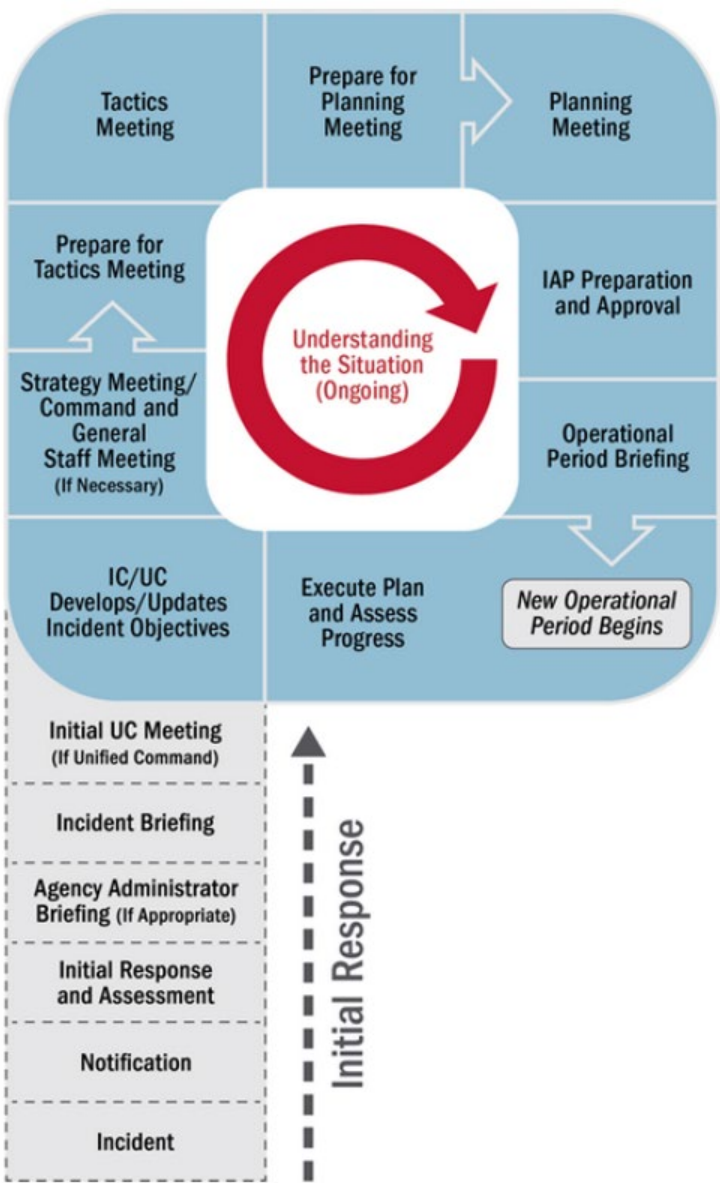 Tactics
Meeting
Prepare for
Planning
Meeting
Planning
Meeting
Prepare for
Tactics Meeting
Understanding
the Situation
(Ongoing)
IAP Preparation
and Approval
Strategy Meeting/
Command and
General
Staff Meeting
(If Necessary)
Operational
Period Briefing
IC/UC
Develops/Updates
Incident Objectives
Execute Plan
and Assess
Progress
New Operational
Period Begins
Initial UC Meeting
(If Unified Command)
Incident Briefing
Agency Administrator
Briefing (If Appropriate)
Initial Response
and Assessment
Notification
Incident
Initial Response